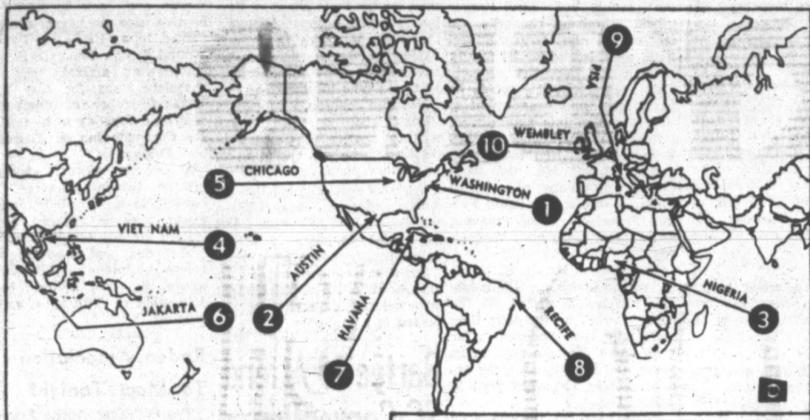 9
PISA
WEMBLEY
10
CHICAGO
5
WASHINGTON
1
VIET NAM
4
AUSTIN
2
HAVANA
7
JAKARTA
6
RECIFE
8
NIGERIA
3